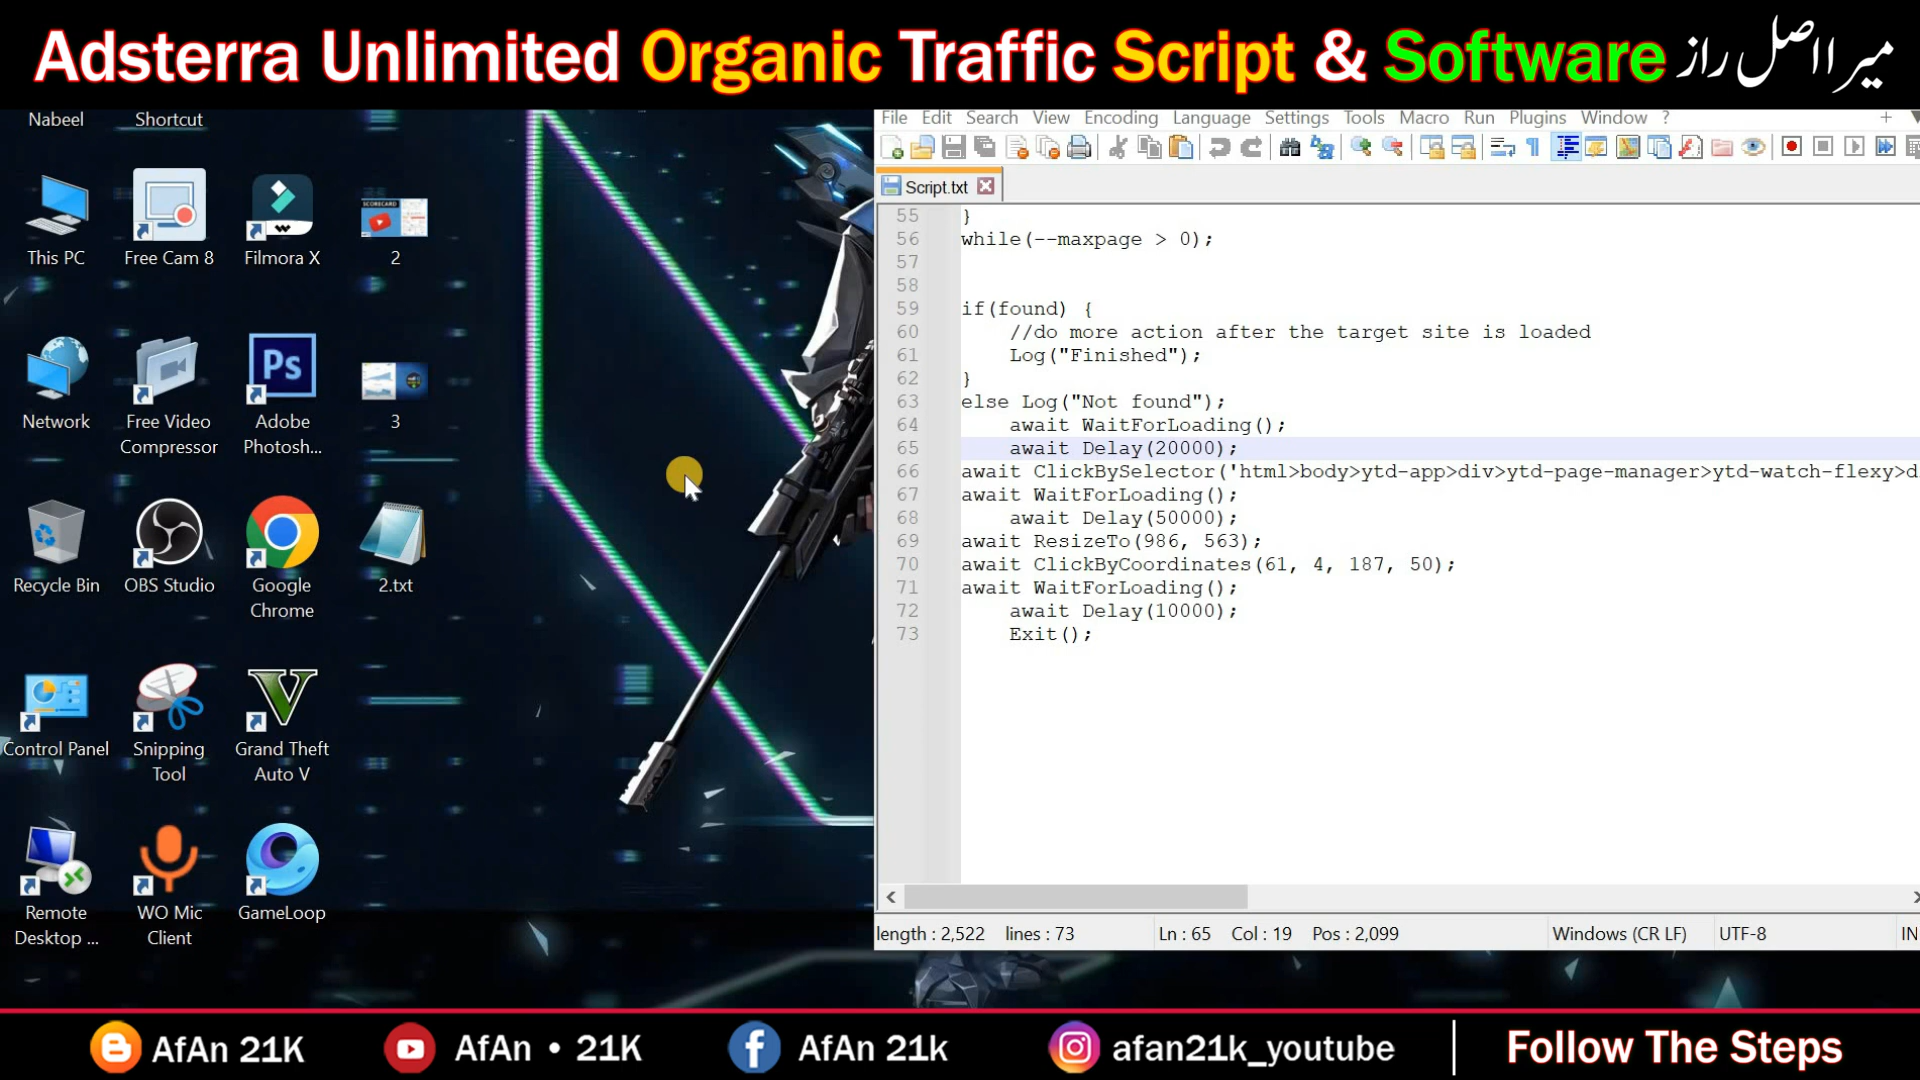 Adsterra Unlimited Organic Traffic Script & Software میرا اصل راز
Nabeel
Shortcut
This PC
Free Cam 8
Filmora X
SCORECARD
2
Network
Free Video Compressor
Ps
Adobe Photosh...
3
Recycle Bin
OBS Studio
Google Chrome
2.txt
Control Panel
Snipping Tool
Grand Theft Auto V
Remote Desktop ...
WO Mic Client
GameLoop
File Edit Search View Encoding Language Settings Tools Macro Run Plugins Window ?
Script.txt
55 }
56 while(--maxpage > 0);
57
58
59 if(found) {
60 //do more action after the target site is loaded
61 Log("Finished");
62 }
63 else Log("Not found");
64 await WaitForLoading();
65 await Delay(20000);
66 await ClickBySelector('html>body>ytd-app>div>ytd-page-manager>ytd-watch-flexy>d
67 await WaitForLoading();
68 await Delay(50000);
69 await ResizeTo(986, 563);
70 await ClickByCoordinates(61, 4, 187, 50);
71 await WaitForLoading();
72 await Delay(10000);
73 Exit();
length : 2,522 lines : 73 Ln : 65 Col : 19 Pos : 2,099 Windows (CR LF) UTF-8 IN
AfAn 21K
AfAn • 21K
AfAn 21k
afan21k_youtube
Follow The Steps